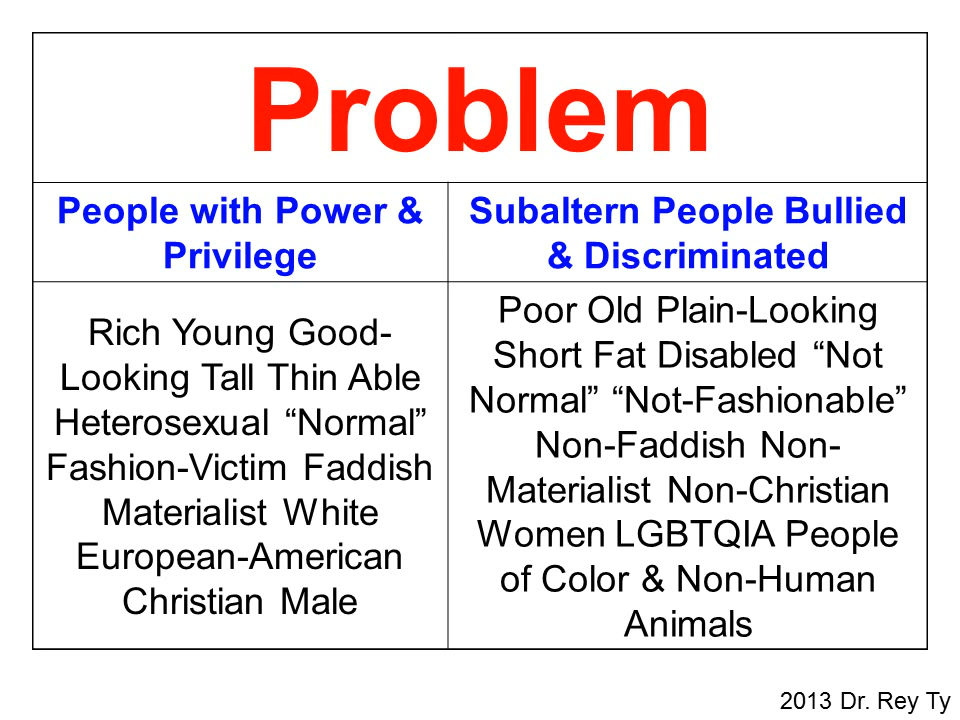 Problem
People with Power &
Privilege
Subaltern People Bullied
& Discriminated
Rich Young Good-
Looking Tall Thin Able
Heterosexual “Normal”
Fashion-Victim Faddish
Materialist White
European-American
Christian Male
Poor Old Plain-Looking
Short Fat Disabled “Not
Normal” “Not-Fashionable”
Non-Faddish Non-
Materialist Non-Christian
Women LGBTQIA People
of Color & Non-Human
Animals
2013 Dr. Rey Ty